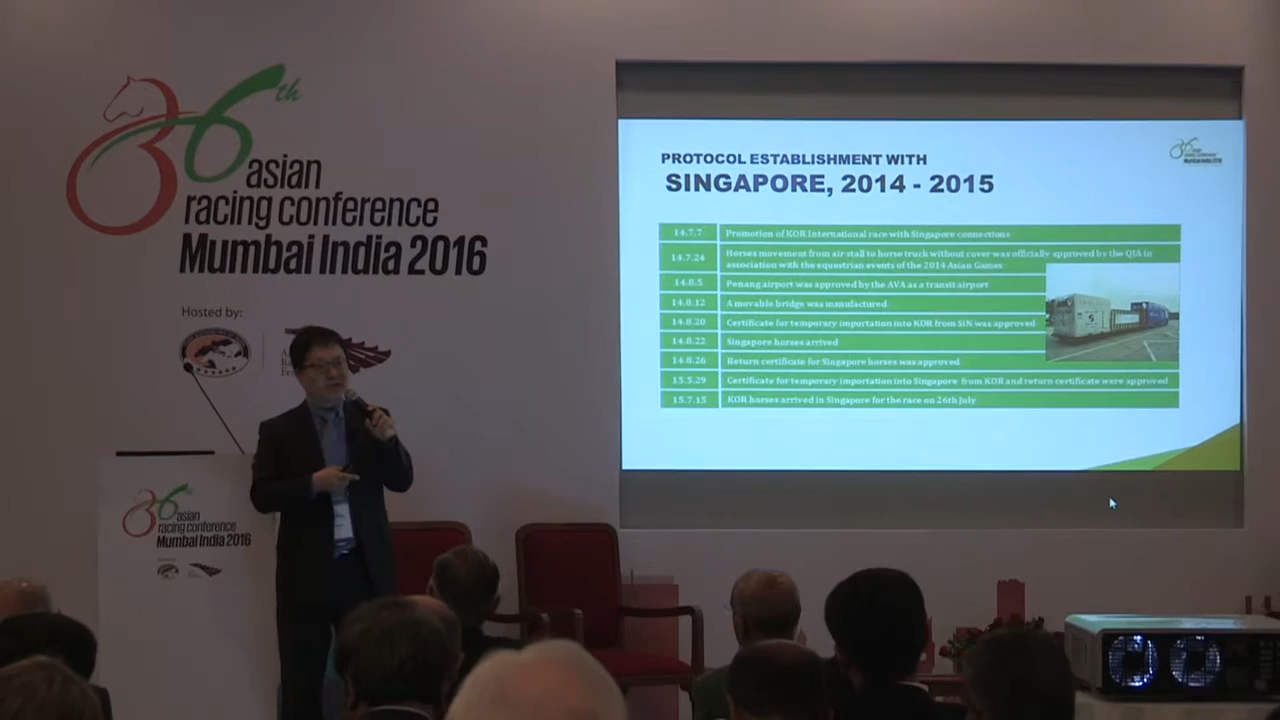 36th
asian
racing conference
Mumbai India 2016
Hosted by:
36th
asian
racing conference
Mumbai India 2016
PROTOCOL ESTABLISHMENT WITH
SINGAPORE, 2014 - 2015
asian
racing conference
Mumbai India 2016
14.7.7 Promotion of KOR International race with Singapore connections
14.7.24 Horses movement from air stall to horse truck without cover was officially approved by the QIA in
association with the equestrian events of the 2014 Asian Games
14.8.5 Penang airport was approved by the AVA as a transit airport
14.8.12 A movable bridge was manufactured
14.8.20 Certificate for temporary importation into KOR from SIN was approved
14.8.22 Singapore horses arrived
14.8.26 Return certificate for Singapore horses was approved
15.5.29 Certificate for temporary importation into Singapore from KOR and return certificate were approved
15.7.15 KOR horses arrived in Singapore for the race on 26th July